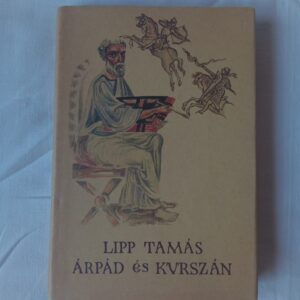 LIPP TAMÁS
ÁRPÁD és KVRSZÁN